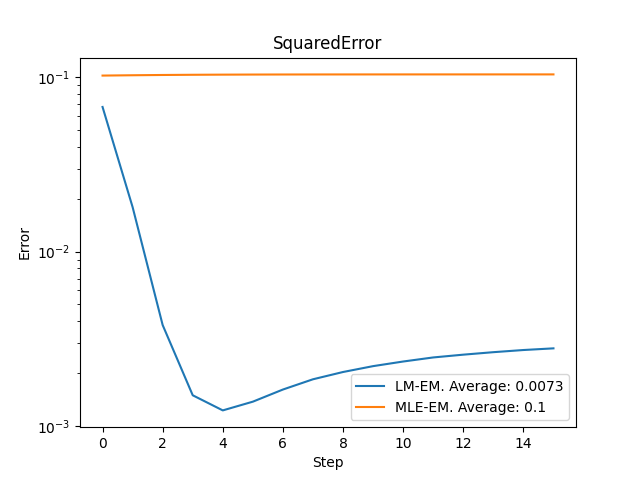 SquaredError
Error
10⁻¹
10⁻²
10⁻³
LM-EM. Average: 0.0073
MLE-EM. Average: 0.1
0 2 4 6 8 10 12 14
Step